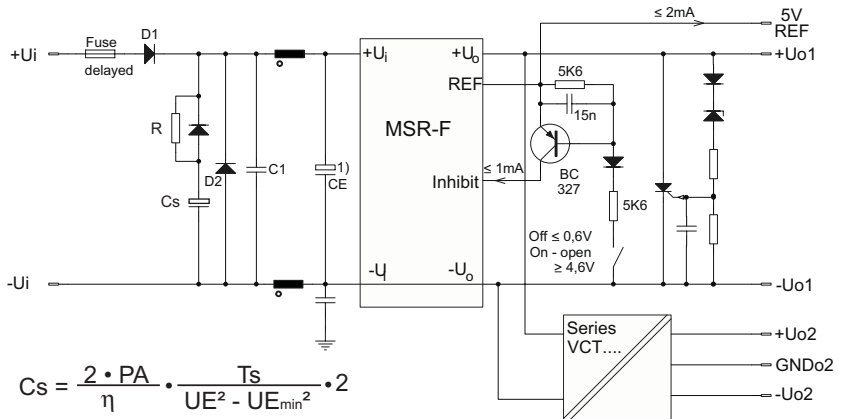 ≤ 2mA
5V
REF
+Ui
Fuse
delayed
D1
+Ui
+Uo
+Uo1
REF
5K6
15n
R
MSR-F
D2
C1
1)
CE
≤ 1mA
BC
327
Inhibit
Cs
5K6
Off ≤ 0,6V
On - open
≥ 4,6V
-Ui
-Uo
-Uo1
Series
VCT....
+Uo2
GNDo2
-Uo2
Cs = 2 • PA / η • Ts / UE² - UEmin² • 2